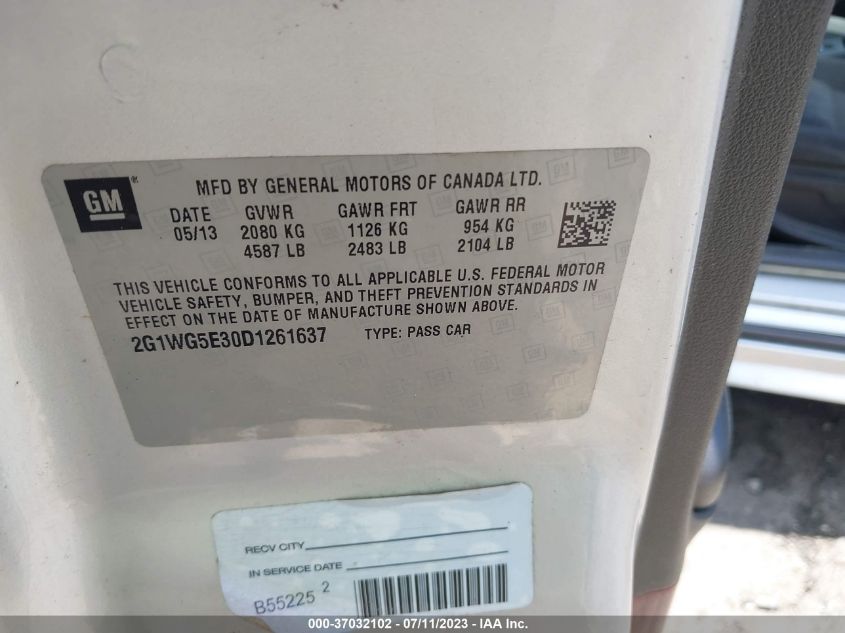 GM
MFD BY GENERAL MOTORS OF CANADA LTD.
DATE GVWR GAWR FRT GAWR RR
05/13 2080 KG 1126 KG 954 KG
4587 LB 2483 LB 2104 LB
THIS VEHICLE CONFORMS TO ALL APPLICABLE U.S. FEDERAL MOTOR
VEHICLE SAFETY, BUMPER, AND THEFT PREVENTION STANDARDS IN
EFFECT ON THE DATE OF MANUFACTURE SHOWN ABOVE.
2G1WG5E30D1261637 TYPE: PASS CAR
RECV CITY
IN SERVICE DATE
B55225 2
000-37032102 - 07/11/2023 - IAA Inc.